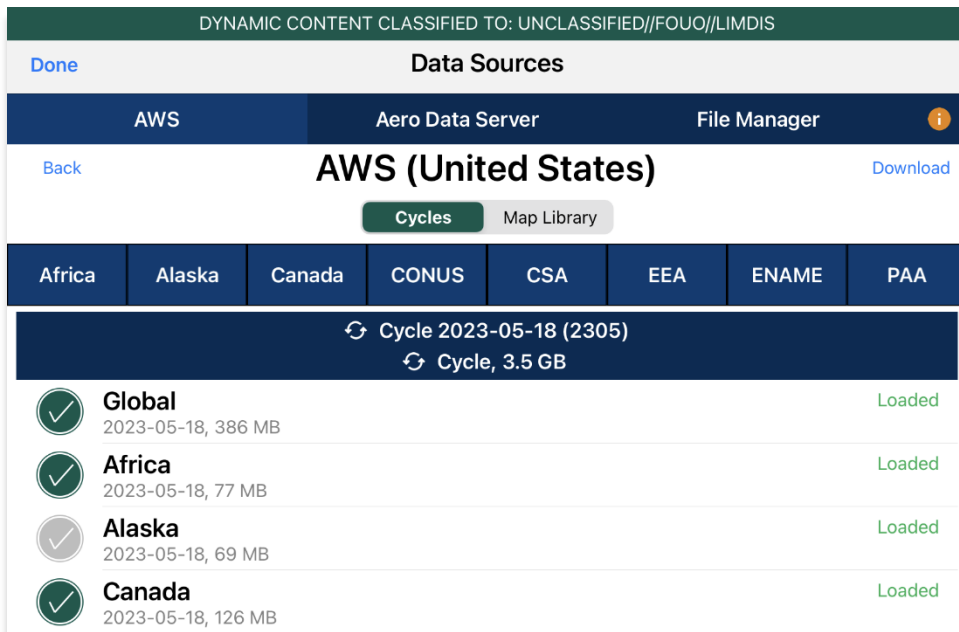 DYNAMIC CONTENT CLASSIFIED TO: UNCLASSIFIED//FOUO//LIMDIS
Done Data Sources
AWS Aero Data Server File Manager i
Back AWS (United States) Download
Cycles Map Library
Africa Alaska Canada CONUS CSA EEA ENAME PAA
Cycle 2023-05-18 (2305)
Cycle, 3.5 GB
Global Loaded
2023-05-18, 386 MB
Africa Loaded
2023-05-18, 77 MB
Alaska Loaded
2023-05-18, 69 MB
Canada Loaded
2023-05-18, 126 MB